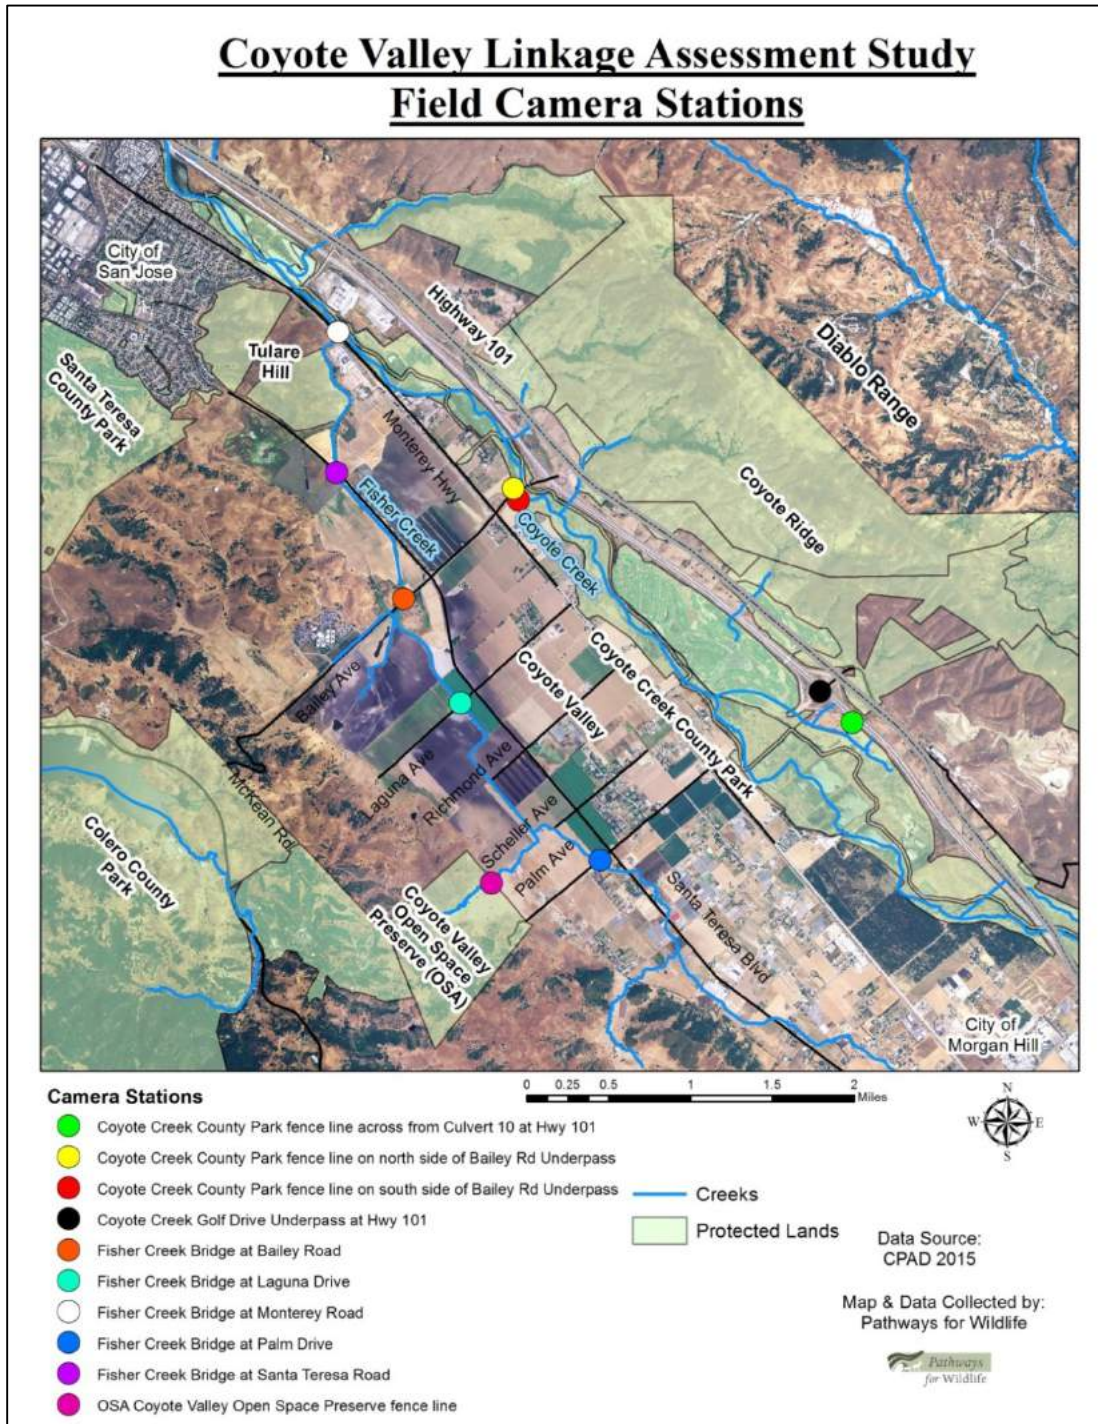 Coyote Valley Linkage Assessment Study
Field Camera Stations
City of
San Jose
Tulare
Hill
Santa Teresa
County Park
Highway 101
Diablo Range
Monterey Hwy
Fisher Creek
Coyote Creek
Coyote Ridge
Coyote Valley
Coyote Creek County Park
Bailey Ave
Laguna Ave
Richmond Ave
McKean Rd
Scheller Ave
Palm Ave
Colero County
Park
Coyote Valley
Open Space
Preserve (OSA)
Santa Teresa Blvd
City of
Morgan Hill
Camera Stations
Coyote Creek County Park fence line across from Culvert 10 at Hwy 101
Coyote Creek County Park fence line on north side of Bailey Rd Underpass
Coyote Creek County Park fence line on south side of Bailey Rd Underpass
Coyote Creek Golf Drive Underpass at Hwy 101
Fisher Creek Bridge at Bailey Road
Fisher Creek Bridge at Laguna Drive
Fisher Creek Bridge at Monterey Road
Fisher Creek Bridge at Palm Drive
Fisher Creek Bridge at Santa Teresa Road
OSA Coyote Valley Open Space Preserve fence line
0 0.25 0.5 1 1.5 2
Miles
N
W E
S
Creeks
Protected Lands
Data Source:
CPAD 2015
Map & Data Collected by:
Pathways for Wildlife
Pathways
for Wildlife